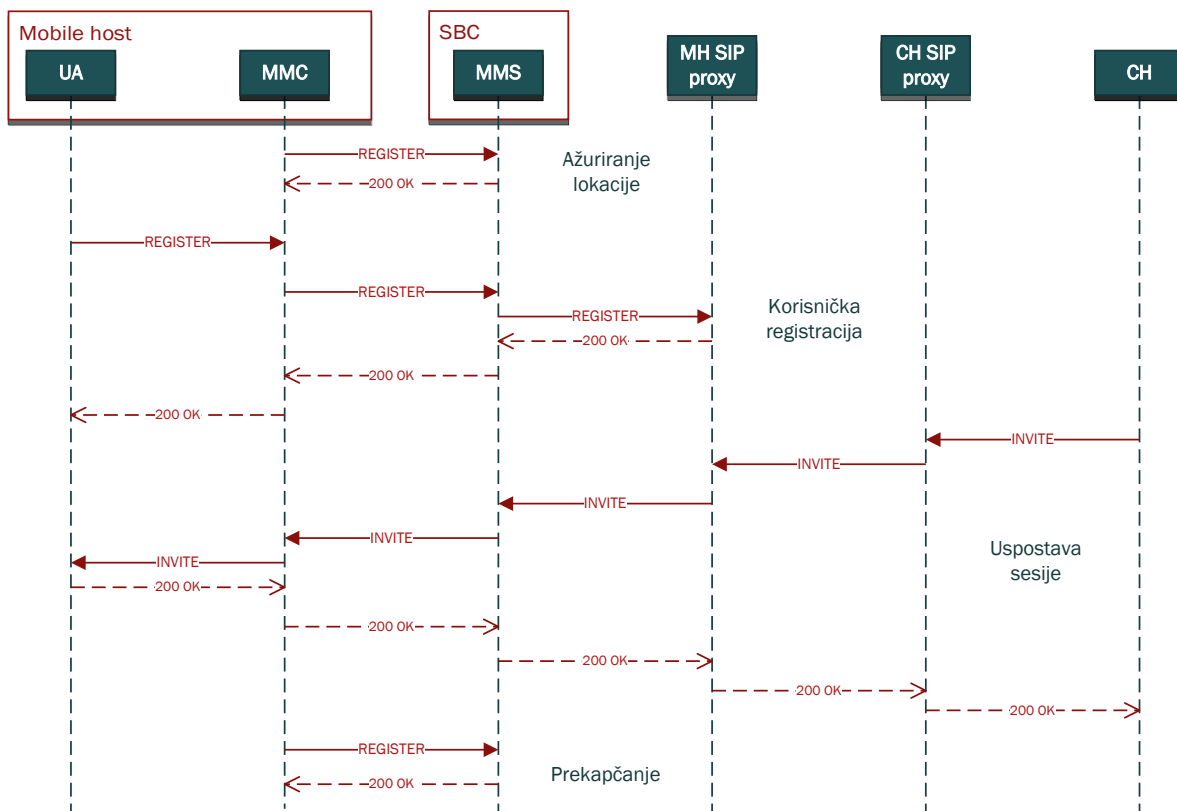 Mobile host
SBC
UA
MMC
MMS
MH SIP
proxy
CH SIP
proxy
CH
REGISTER
200 OK
Ažuriranje
lokacije
REGISTER
REGISTER
REGISTER
200 OK
Korisnička
registracija
200 OK
200 OK
INVITE
INVITE
INVITE
INVITE
INVITE
200 OK
Uspostava
sesije
200 OK
200 OK
200 OK
200 OK
REGISTER
200 OK
Prekapčanje